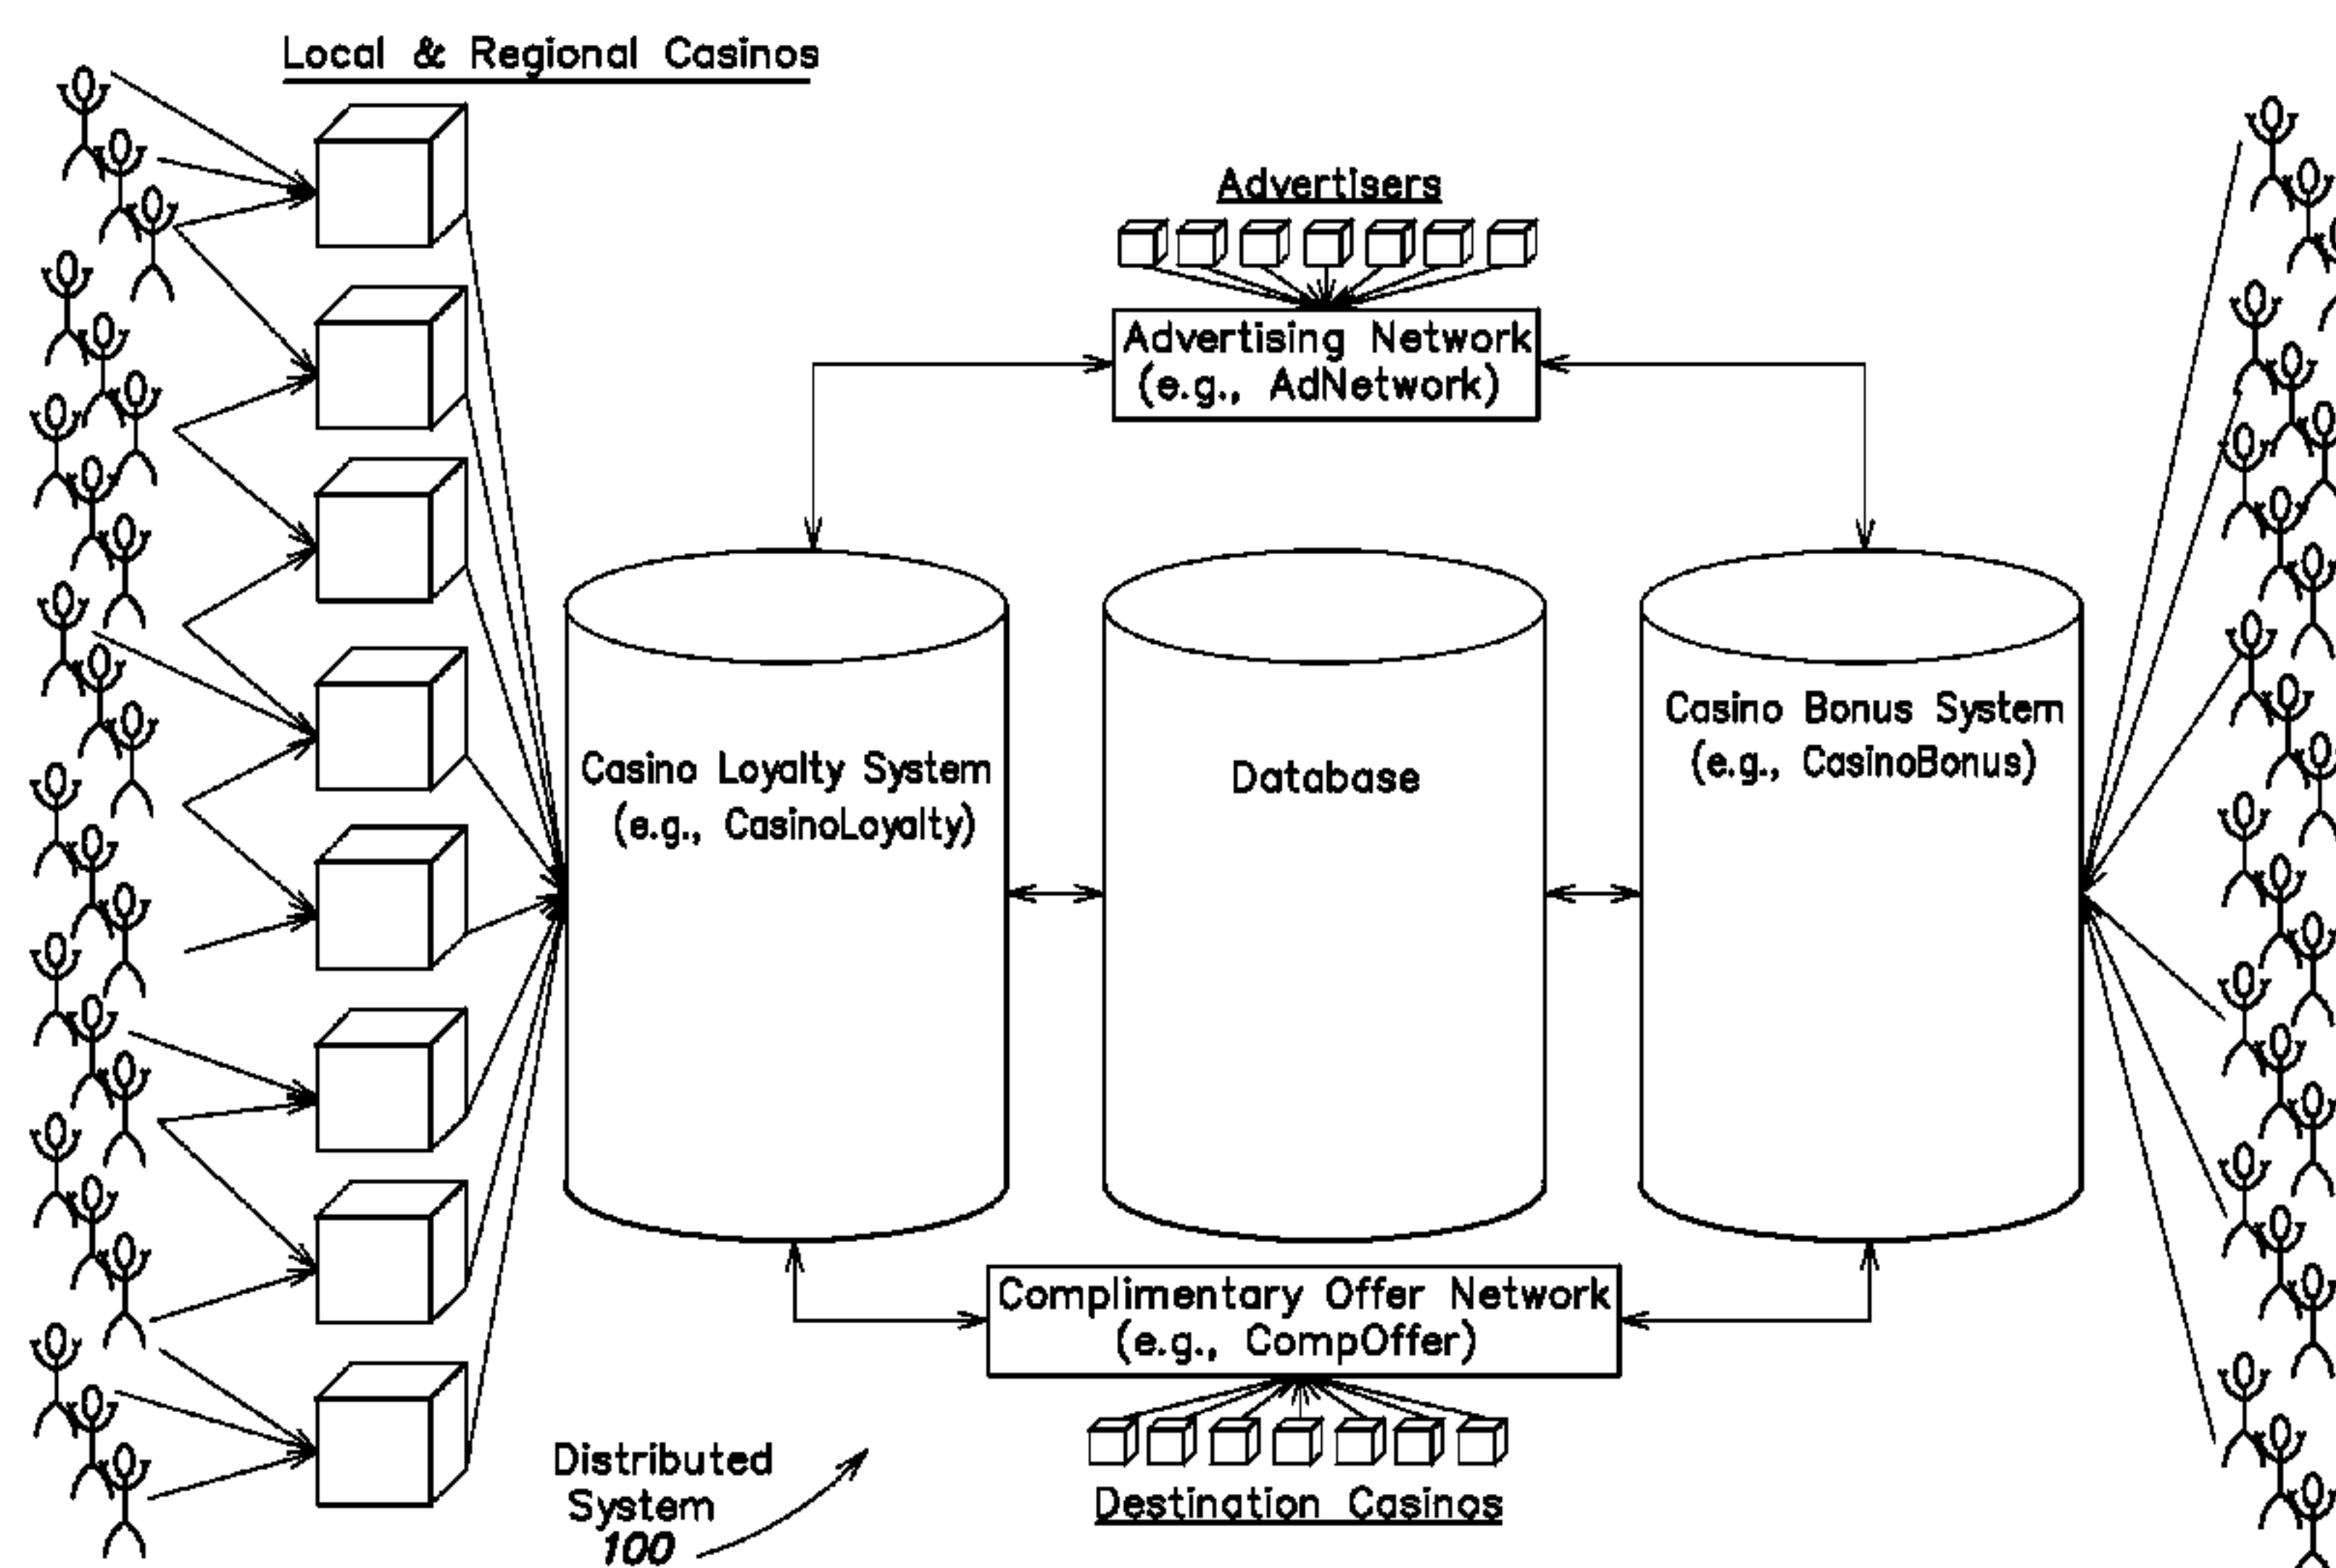 Local & Regional Casinos
Advertisers
Advertising Network
(e.g., AdNetwork)
Casino Loyalty System
(e.g., CasinoLoyalty)
Database
Casino Bonus System
(e.g., CasinoBonus)
Complimentary Offer Network
(e.g., CompOffer)
Destination Casinos
Distributed
System
100